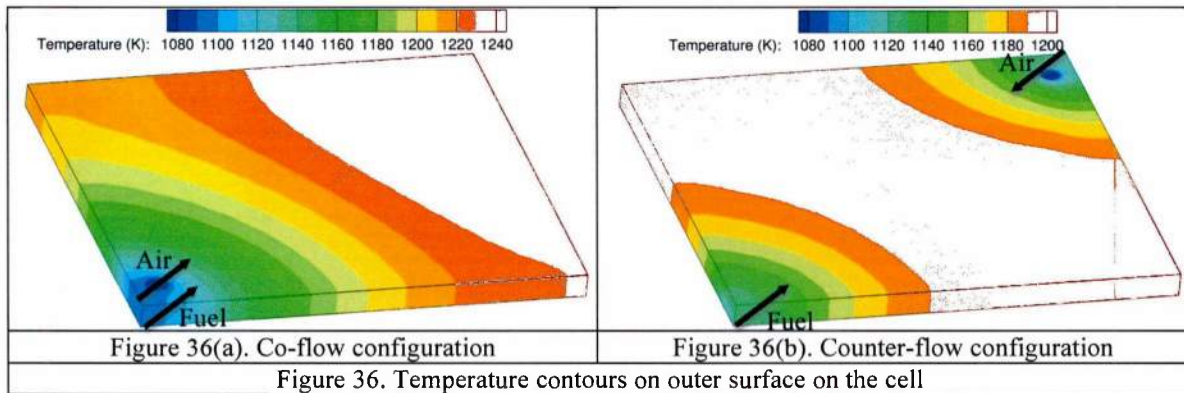 Temperature (K): 1080 1100 1120 1140 1160 1180 1200 1220 1240
Air
Fuel
Figure 36(a). Co-flow configuration
Temperature (K): 1080 1100 1120 1140 1160 1180 1200
Air
Fuel
Figure 36(b). Counter-flow configuration
Figure 36. Temperature contours on outer surface on the cell